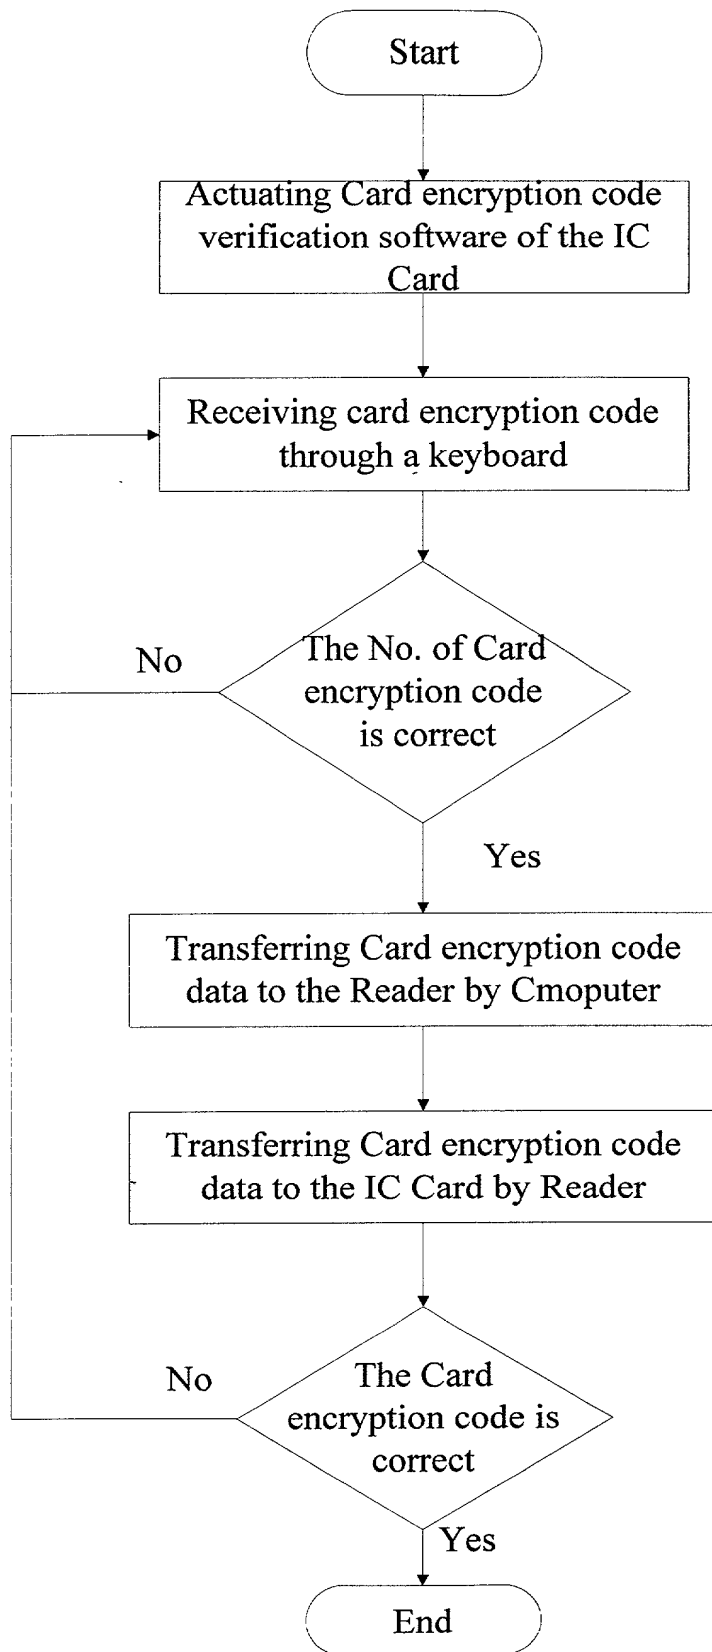 Start
Actuating Card encryption code
verification software of the IC
Card
Receiving card encryption code
through a keyboard
No
The No. of Card
encryption code
is correct
Yes
Transferring Card encryption code
data to the Reader by Cmoputer
Transferring Card encryption code
data to the IC Card by Reader
No
The Card
encryption code is
correct
Yes
End